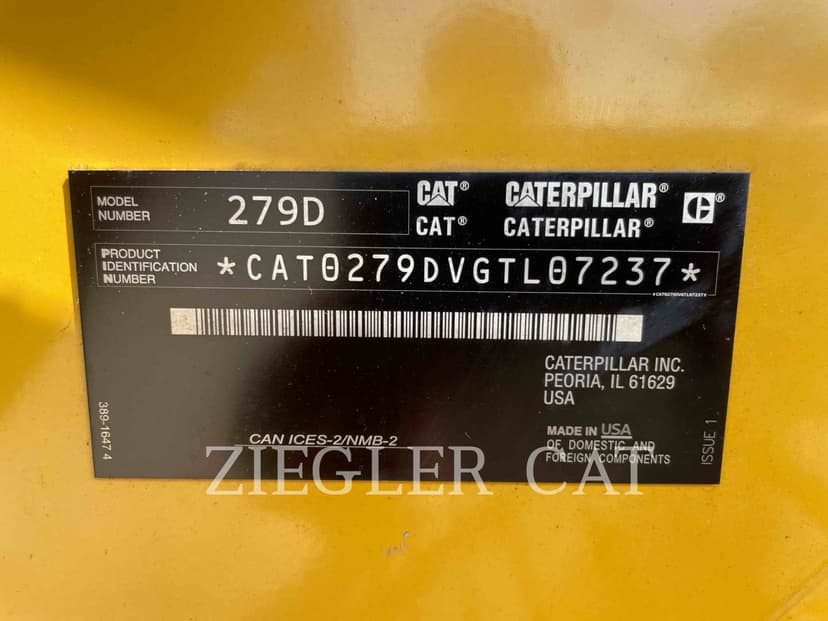 MODEL
NUMBER
279D
CAT® CATERPILLAR® C®
CAT® CATERPILLAR®
PRODUCT
IDENTIFICATION
NUMBER
*CAT0279DVGTL07237*
*CAT0279DVGTL07237*
CATERPILLAR INC.
PEORIA, IL 61629
USA
MADE IN USA
OF DOMESTIC AND
FOREIGN COMPONENTS
CAN ICES-2/NMB-2
389-1647 4
ISSUE 1
ZIEGLER CAT